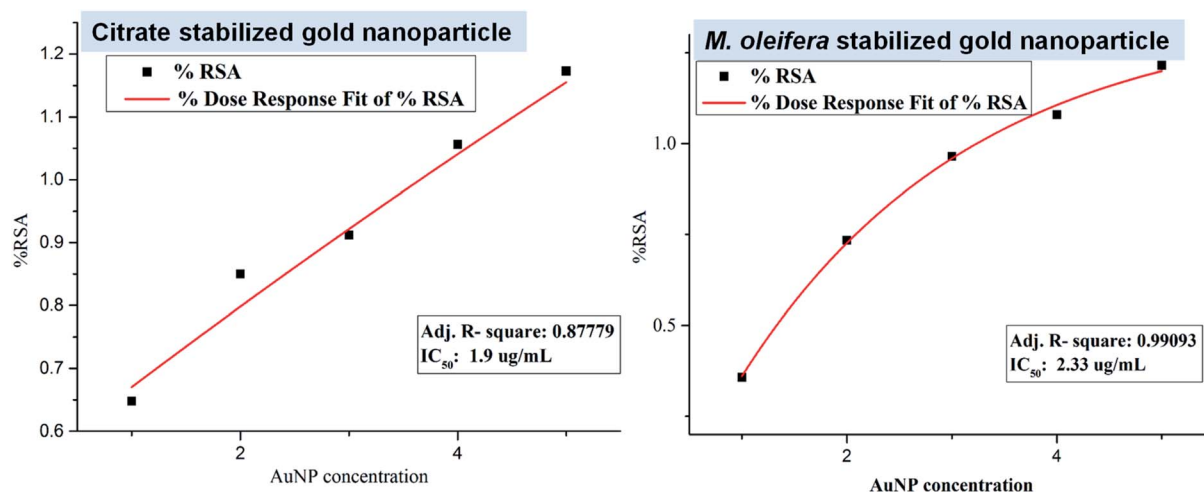 Citrate stabilized gold nanoparticle
% RSA
% Dose Response Fit of % RSA
1.2
1.1
1.0
0.9
0.8
0.7
0.6
%RSA
Adj. R- square: 0.87779
IC50: 1.9 ug/mL
2
4
AuNP concentration
M. oleifera stabilized gold nanoparticle
% RSA
% Dose Response Fit of % RSA
1.0
0.5
%RSA
Adj. R- square: 0.99093
IC50: 2.33 ug/mL
2
4
AuNP concentration